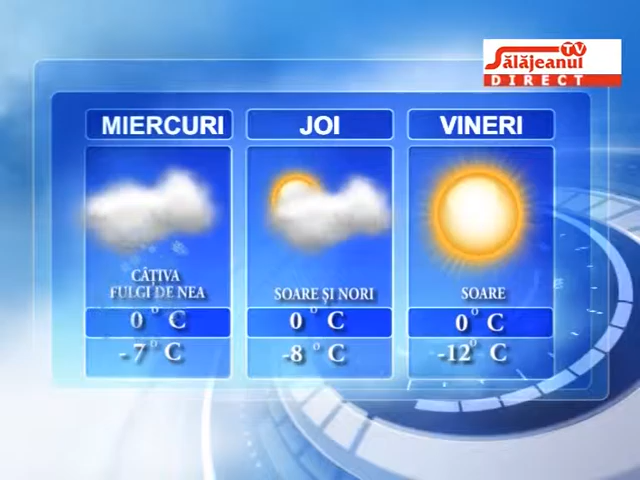 Sălăjeanul TV
DIRECT
MIERCURI
JOI
VINERI
CÂȚIVA
FULGI DE NEA
0°C
-7°C
SOARE ȘI NORI
0°C
-8°C
SOARE
0°C
-12°C